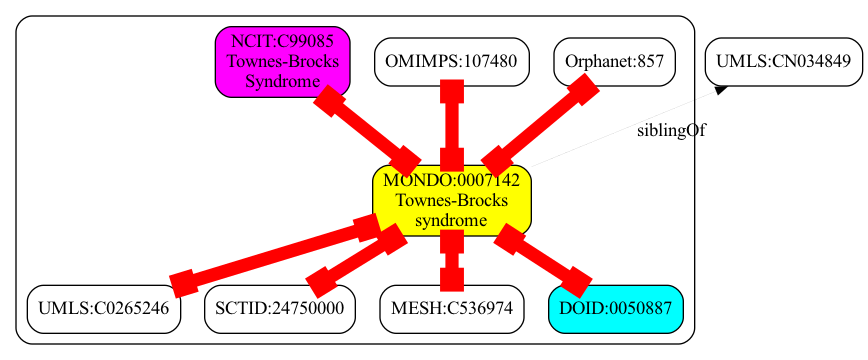 NCIT:C99085
Townes-Brocks
Syndrome
OMIMPS:107480
Orphanet:857
UMLS:CN034849
siblingOf
MONDO:0007142
Townes-Brocks
syndrome
UMLS:C0265246
SCTID:24750000
MESH:C536974
DOID:0050887